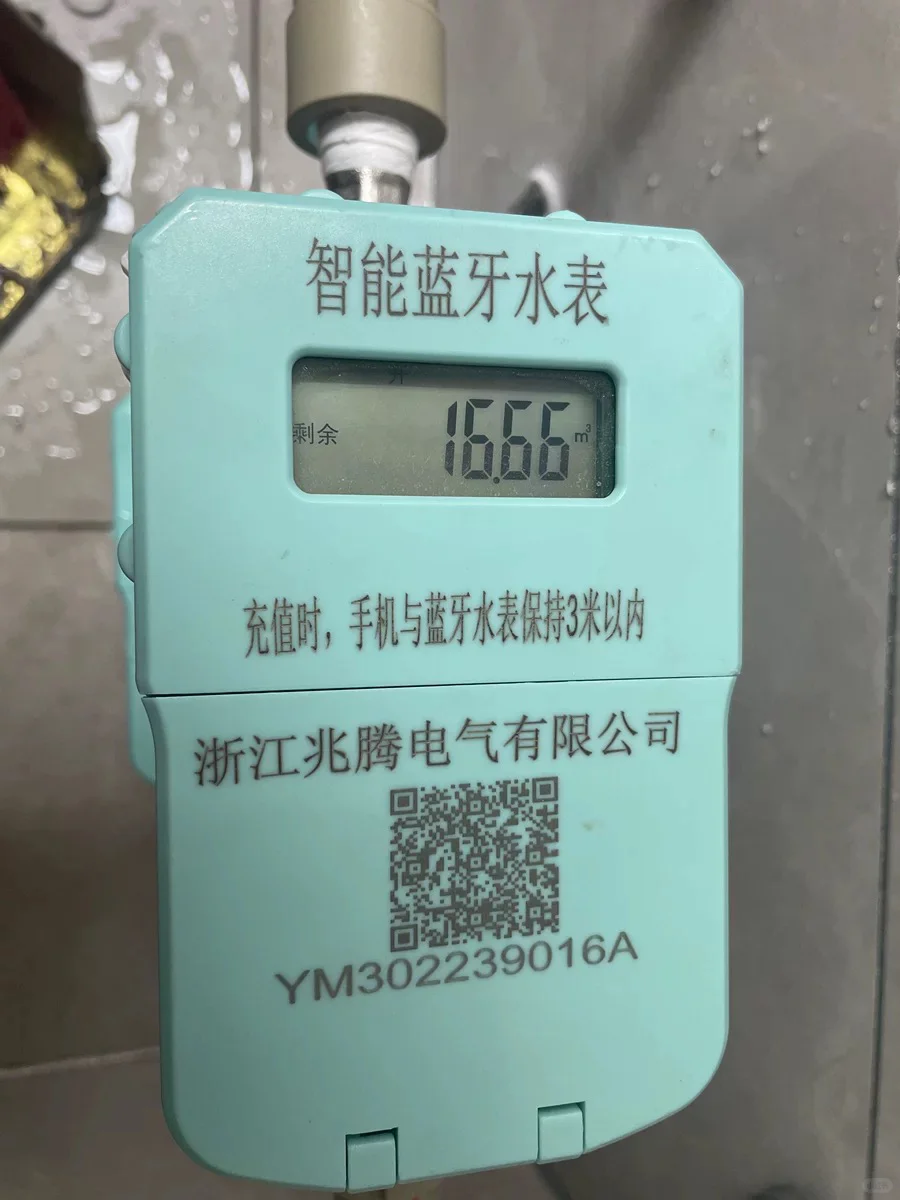 智能蓝牙水表
剩余 16.66 m³
充值时，手机与蓝牙水表保持3米以内
浙江兆腾电气有限公司
YM302239016A